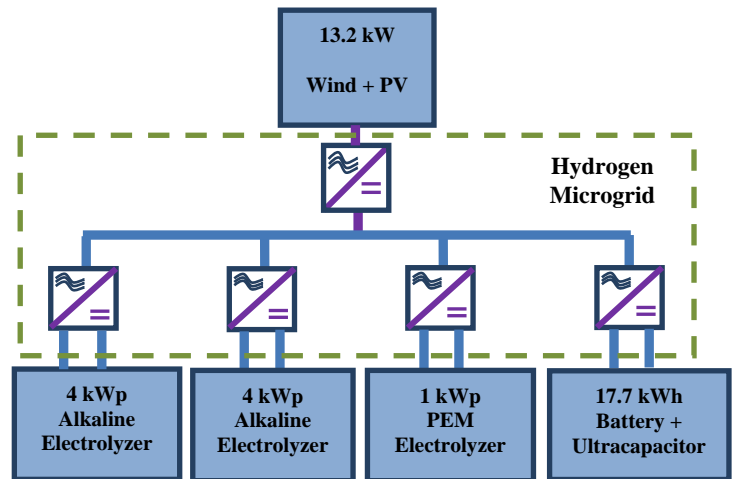 13.2 kW
Wind + PV
Hydrogen
Microgrid
4 kWp
Alkaline
Electrolyzer
4 kWp
Alkaline
Electrolyzer
1 kWp
PEM
Electrolyzer
17.7 kWh
Battery +
Ultracapacitor